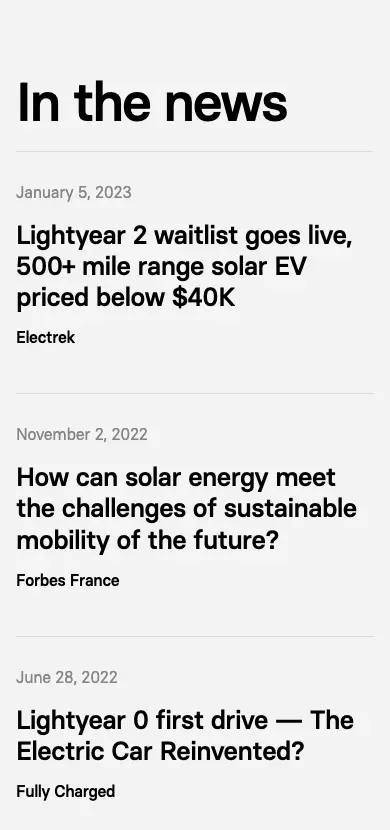 In the news
January 5, 2023
Lightyear 2 waitlist goes live,
500+ mile range solar EV
priced below $40K
Electrek
November 2, 2022
How can solar energy meet
the challenges of sustainable
mobility of the future?
Forbes France
June 28, 2022
Lightyear 0 first drive — The
Electric Car Reinvented?
Fully Charged